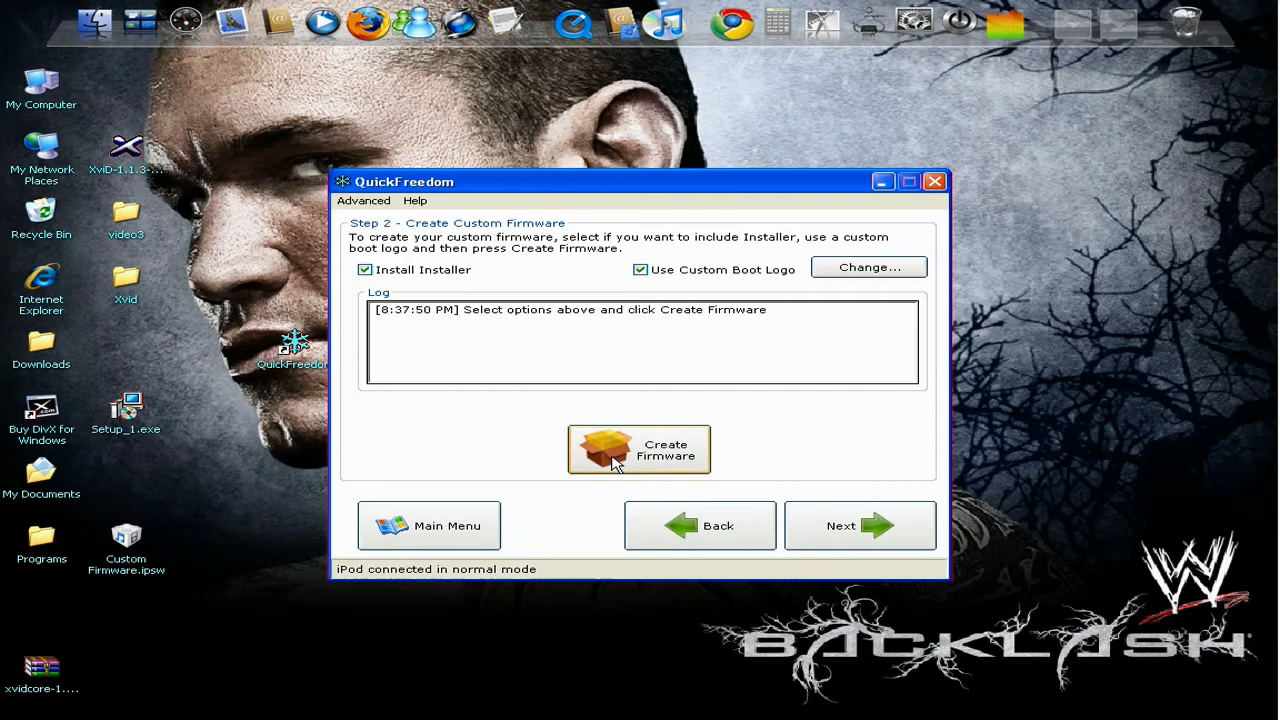 My Computer
My Network
Places
XviD-1.1.3-...
Recycle Bin
video3
Internet
Explorer
Xvid
Downloads
QuickFreedom
Buy DivX for
Windows
Setup_1.exe
My Documents
Programs
Custom
Firmware.ipsw
xvidcore-1....
QuickFreedom
Advanced
Help
Step 2 - Create Custom Firmware
To create your custom firmware, select if you want to include Installer, use a custom
boot logo and then press Create Firmware.
Install Installer
Use Custom Boot Logo
Change...
Log
[8:37:50 PM] Select options above and click Create Firmware
Create
Firmware
Main Menu
Back
Next
iPod connected in normal mode
W
BACKLASH